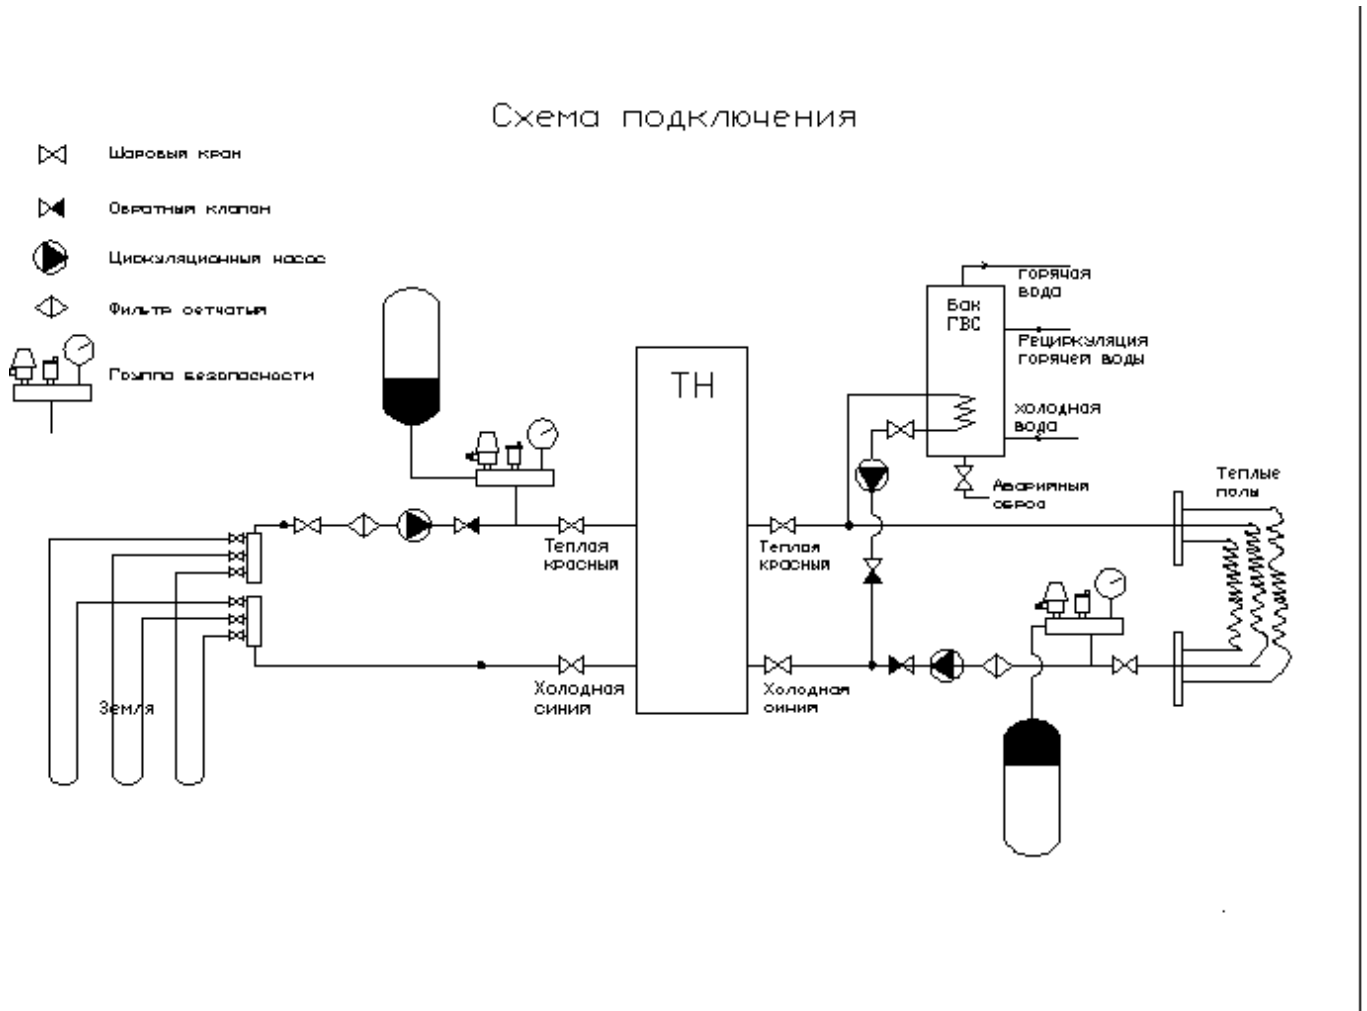 Схема подключения
Шаровый кран
Обратный клапан
Циркуляционный насос
Фильтр сетчатый
Группа безопасности
горячая
вода
Бак
ГВС
Рециркуляция
горячей воды
ТН
холодная
вода
Теплые
полы
Аварийный
сброс
Теплая
красный
Теплая
красный
Холодная
синий
Холодная
синий
Земля